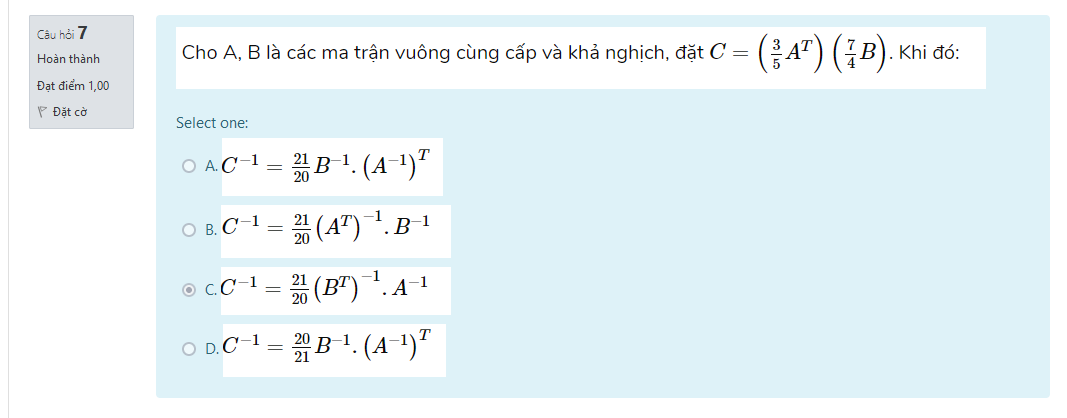 Câu hỏi 7
Hoàn thành
Đạt điểm 1,00
Đặt cờ
Cho A, B là các ma trận vuông cùng cấp và khả nghịch, đặt $C = \left(\frac{3}{5}A^T\right)\left(\frac{7}{4}B\right)$. Khi đó:
Select one:
A. $C^{-1} = \frac{21}{20}B^{-1}.\left(A^{-1}\right)^T$
B. $C^{-1} = \frac{21}{20}\left(A^T\right)^{-1}.B^{-1}$
C. $C^{-1} = \frac{21}{20}\left(B^T\right)^{-1}.A^{-1}$
D. $C^{-1} = \frac{20}{21}B^{-1}.\left(A^{-1}\right)^T$